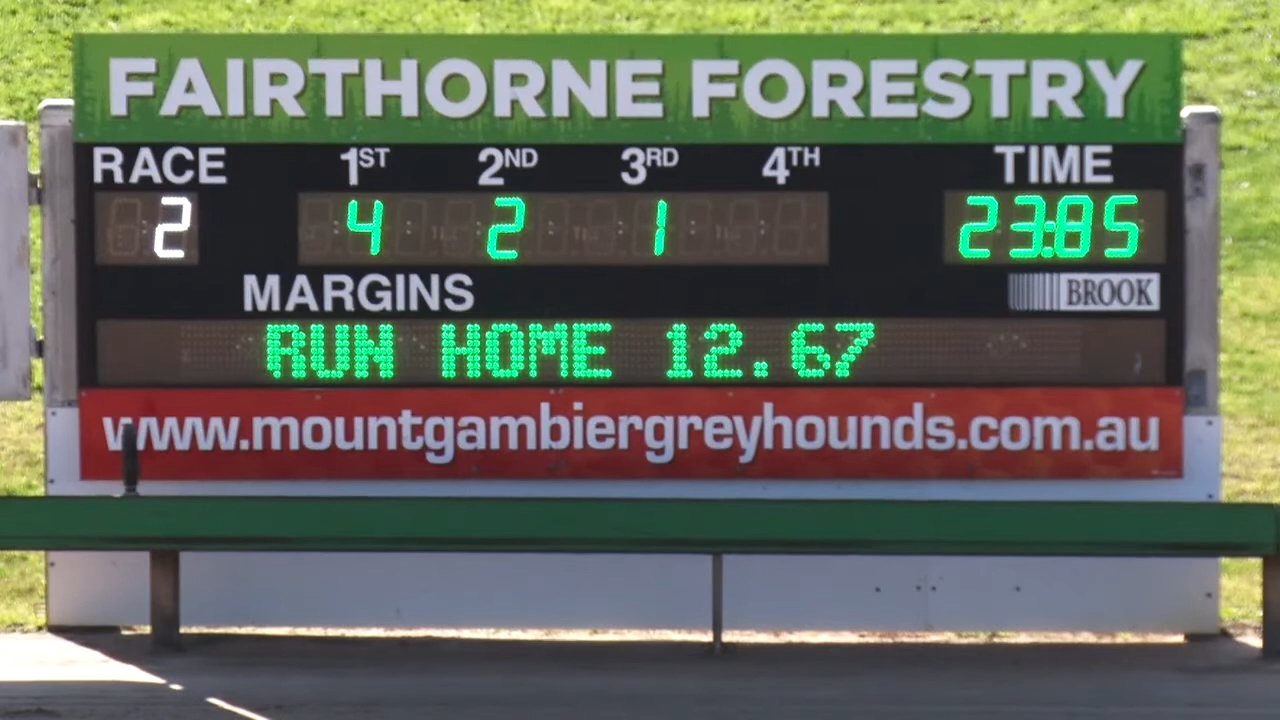 FAIRTHORNE FORESTRY
RACE 1ST 2ND 3RD 4TH TIME
2 4 2 1 23:85
MARGINS BROOK
RUN HOME 12.67
www.mountgambiergreyhounds.com.au